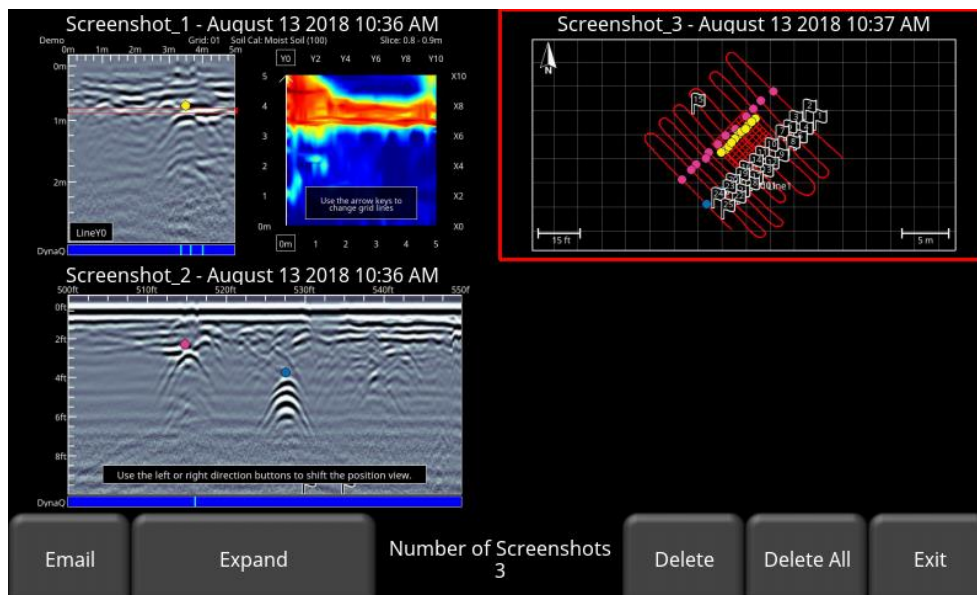 Screenshot_1 - August 13 2018 10:36 AM
Demo Grid: 01 Soil Cal: Moist Soil (100) Slice: 0.8 - 0.9m
0m 1m 2m 3m 4m 5m
Y0 Y2 Y4 Y6 Y8 Y10
0m
1m
2m
5
4
3
2
1
0m
X10
X8
X6
X4
X2
X0
Use the arrow keys to
change grid lines
LineY0
0m 1 2 3 4 5
DynaQ
Screenshot_3 - August 13 2018 10:37 AM
N
15
2
1
Line1
15 ft
5 m
Screenshot_2 - August 13 2018 10:36 AM
500ft 510ft 520ft 530ft 540ft 550f
0ft
2ft
4ft
6ft
8ft
Use the left or right direction buttons to shift the position view.
DynaQ
Email
Expand
Number of Screenshots
3
Delete
Delete All
Exit